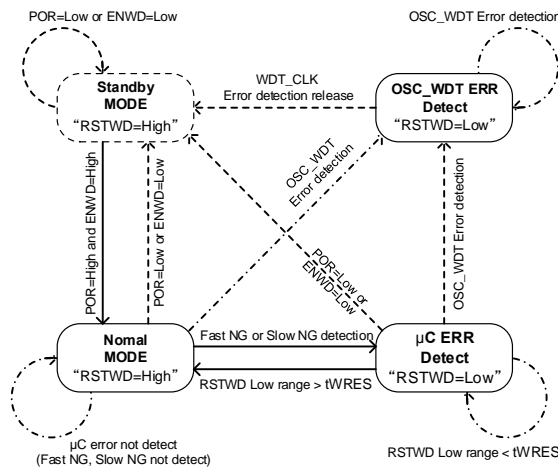 POR=Low or ENWD=Low
OSC_WDT Error detection
Standby
MODE
“RSTWD=High”
WDT_CLK
Error detection release
OSC_WDT ERR
Detect
“RSTWD=Low”
POR=High and ENWD=High
POR=Low or ENWD=Low
OSC_WDT
Error detection
POR=Low or
ENWD=Low
OSC_WDT Error detection
Nomal
MODE
“RSTWD=High”
Fast NG or Slow NG detection
RSTWD Low range > tWRES
µC ERR
Detect
“RSTWD=Low”
µC error not detect
(Fast NG, Slow NG not detect)
RSTWD Low range < tWRES